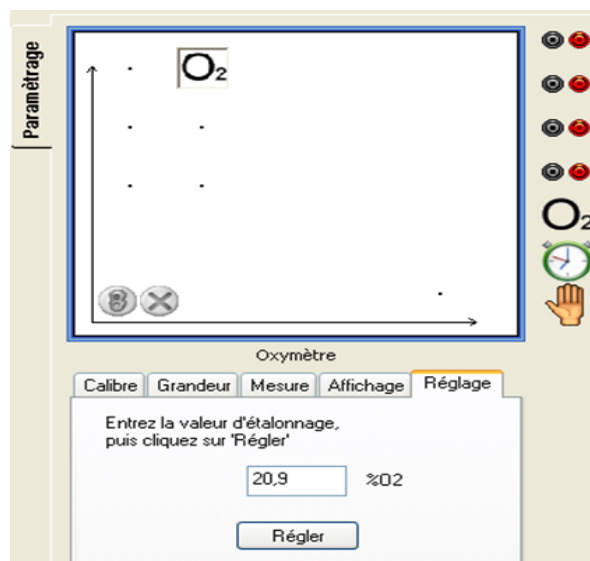 Paramètrage
O₂
O₂
Oxymètre
Calibre Grandeur Mesure Affichage Réglage
Entrez la valeur d'étalonnage,
puis cliquez sur 'Régler'
20,9 %O2
Régler